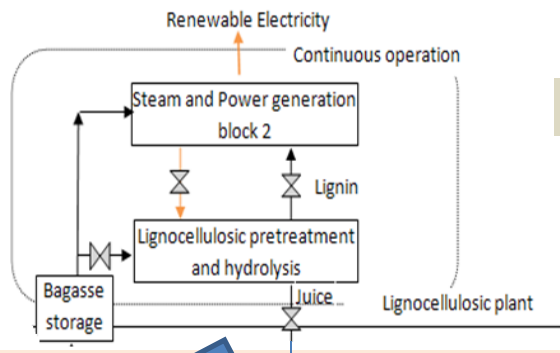 Renewable Electricity
Continuous operation
Steam and Power generation
block 2
Lignin
Lignocellulosic pretreatment
and hydrolysis
Bagasse
storage
Juice
Lignocellulosic plant